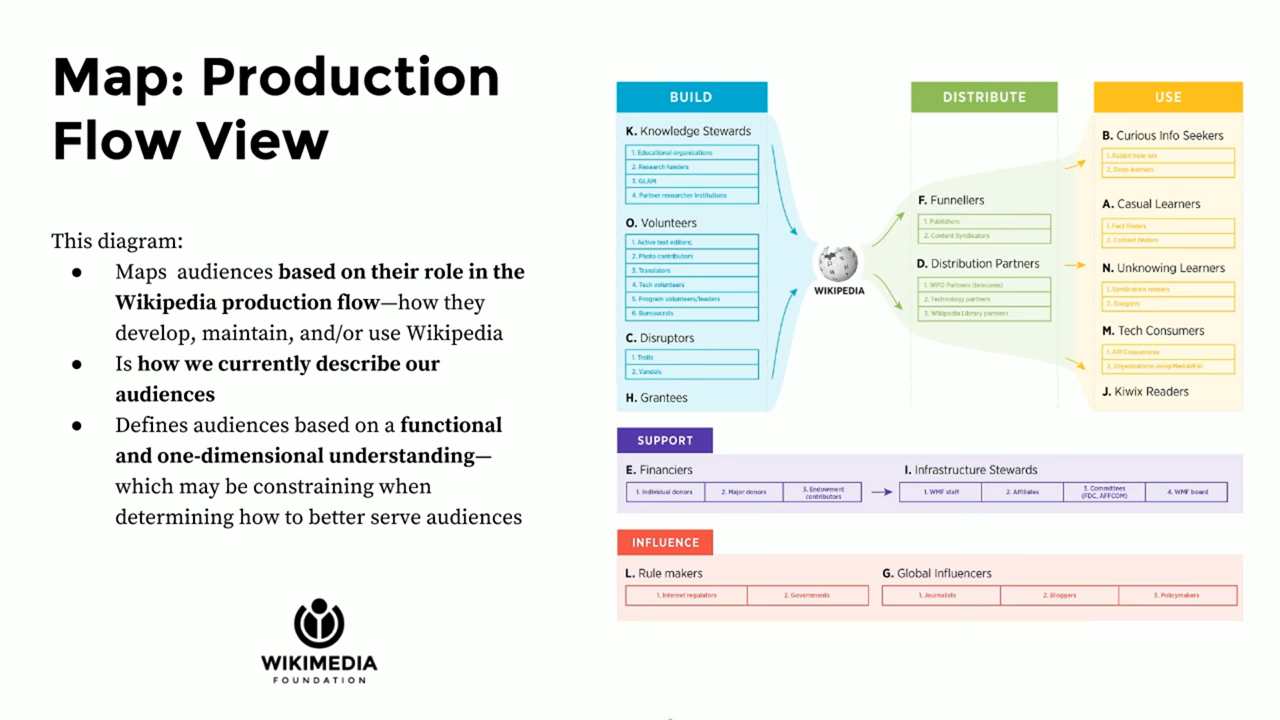 Map: Production
Flow View
This diagram:
● Maps audiences based on their role in the
Wikipedia production flow—how they
develop, maintain, and/or use Wikipedia
● Is how we currently describe our
audiences
● Defines audiences based on a functional
and one-dimensional understanding—
which may be constraining when
determining how to better serve audiences
WIKIMEDIA
FOUNDATION
BUILD
K. Knowledge Stewards
1. Educational organizations
2. Research funders
3. GLAM
4. Partner researcher institutions
O. Volunteers
1. Active text editors;
2. Photo contributors
3. Translators
4. Tech volunteers
5. Program volunteers/leaders
6. Bureaucrats
C. Disruptors
1. Trolls
2. Vandals
H. Grantees
WIKIPEDIA
DISTRIBUTE
F. Funnellers
1. Publishers
2. Content Syndicators
D. Distribution Partners
1. WP0 Partners (telecoms)
2. Technology partners
3. Wikipedia Library partners
USE
B. Curious Info Seekers
1. Rabbit hole-ers
2. Deep learners
A. Casual Learners
1. Fact finders
2. Context finders
N. Unknowing Learners
1. Syndication readers
2. Googlers
M. Tech Consumers
1. API Consumers
2. Organizations using MediaWiki
J. Kiwix Readers
SUPPORT
E. Financiers
1. Individual donors
2. Major donors
3. Endowment
contributors
I. Infrastructure Stewards
1. WMF staff
2. Affiliates
3. Committees
(FDC, AFFCOM)
4. WMF board
INFLUENCE
L. Rule makers
1. Internet regulators
2. Governments
G. Global Influencers
1. Journalists
2. Bloggers
3. Policymakers